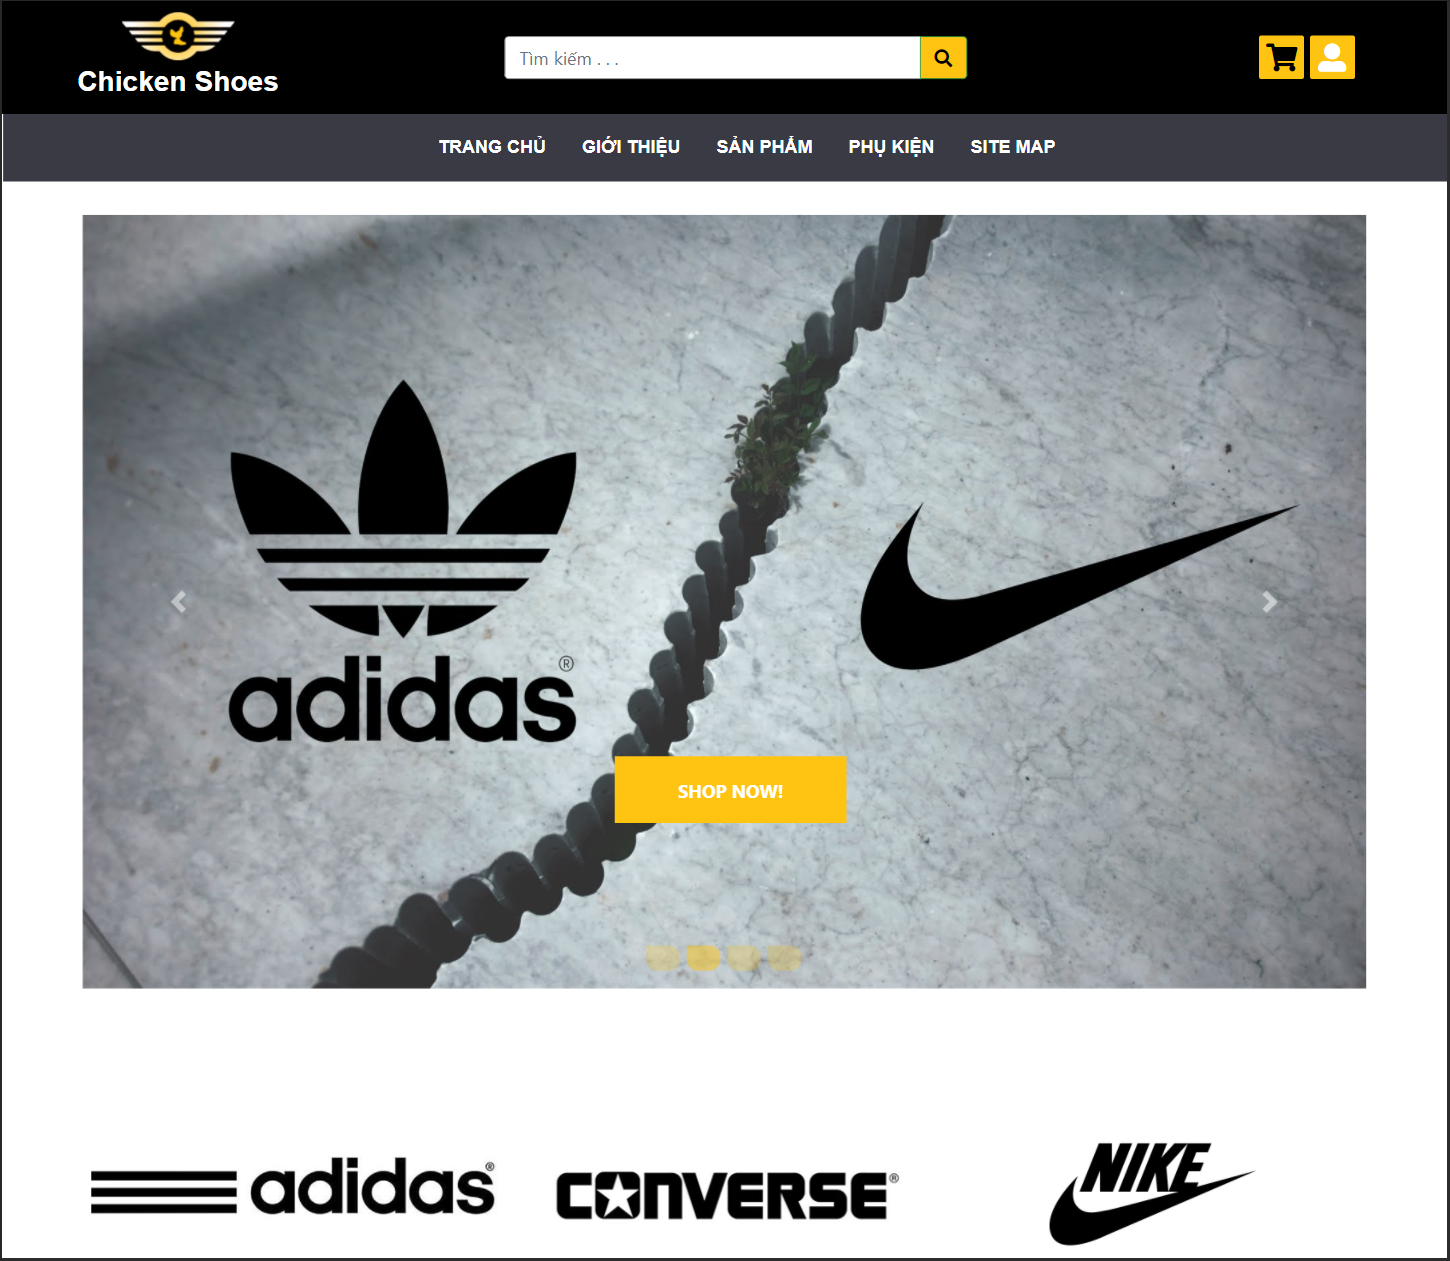 Chicken Shoes
Tìm kiếm . . .
TRANG CHỦ GIỚI THIỆU SẢN PHẨM PHỤ KIỆN SITE MAP
adidas®
SHOP NOW!
adidas® CONVERSE® NIKE